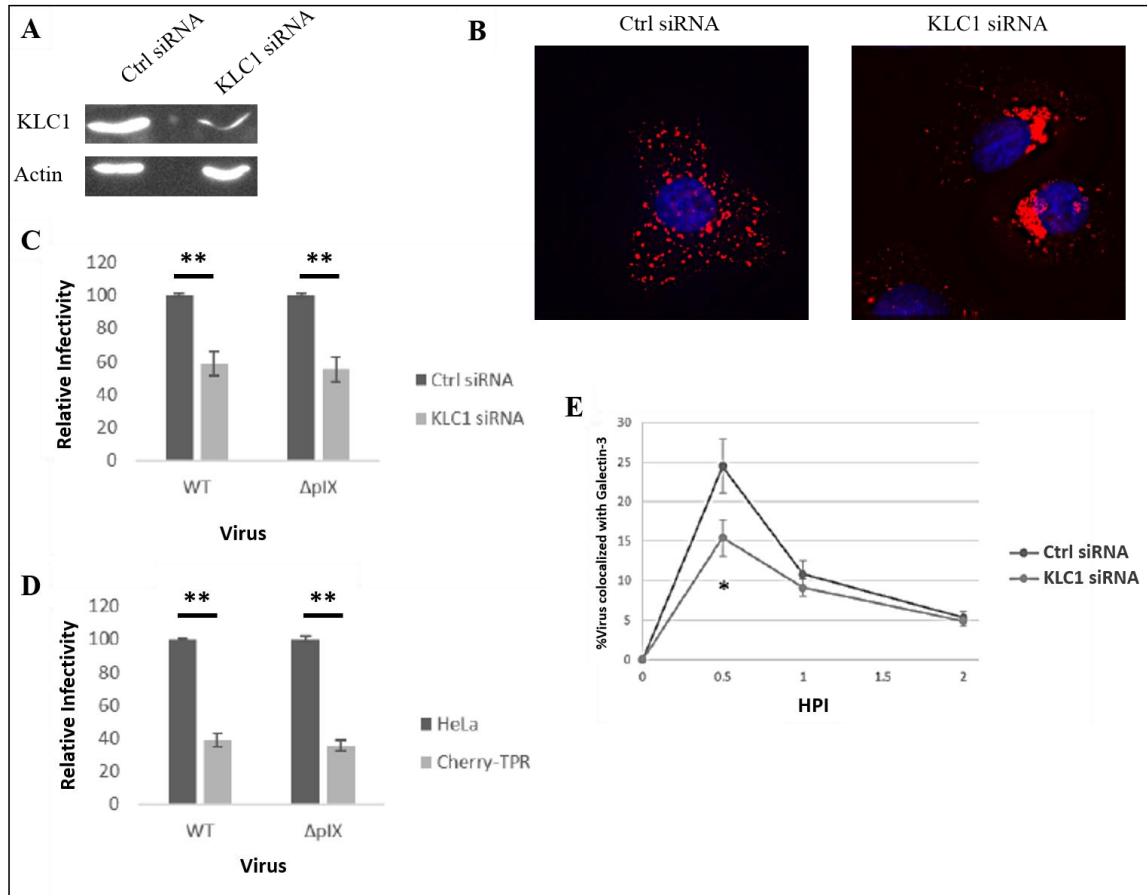 A
Ctrl siRNA
KLC1 siRNA
KLC1
Actin
B
Ctrl siRNA
KLC1 siRNA
C
120
100
80
60
40
20
0
Relative Infectivity
**
**
WT
ΔpIX
Virus
Ctrl siRNA
KLC1 siRNA
D
120
100
80
60
40
20
0
Relative Infectivity
**
**
WT
ΔpIX
Virus
HeLa
Cherry-TPR
E
30
25
20
15
10
5
0
%Virus colocalized with Galectin-3
*
0
0.5
1
1.5
2
HPI
Ctrl siRNA
KLC1 siRNA